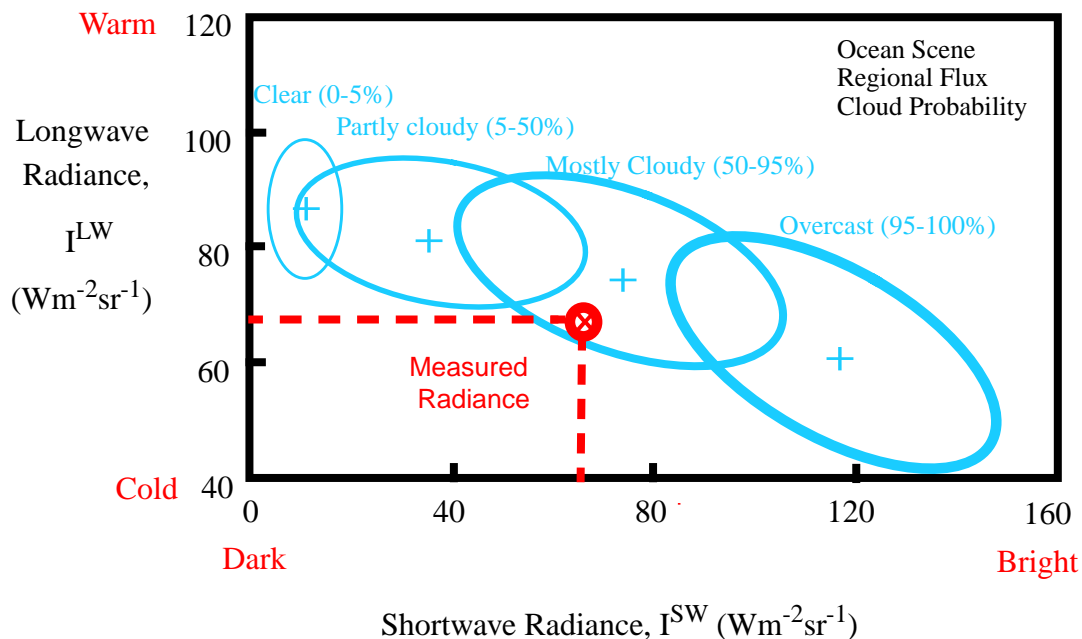 Warm
120
Ocean Scene
Regional Flux
Cloud Probability
Clear (0-5%)
Partly cloudy (5-50%)
Mostly Cloudy (50-95%)
Overcast (95-100%)
Longwave
Radiance,
I^LW
(Wm^-2sr^-1)
100
80
60
Measured
Radiance
Cold
40
0
40
80
120
160
Dark
Bright
Shortwave Radiance, I^SW (Wm^-2sr^-1)